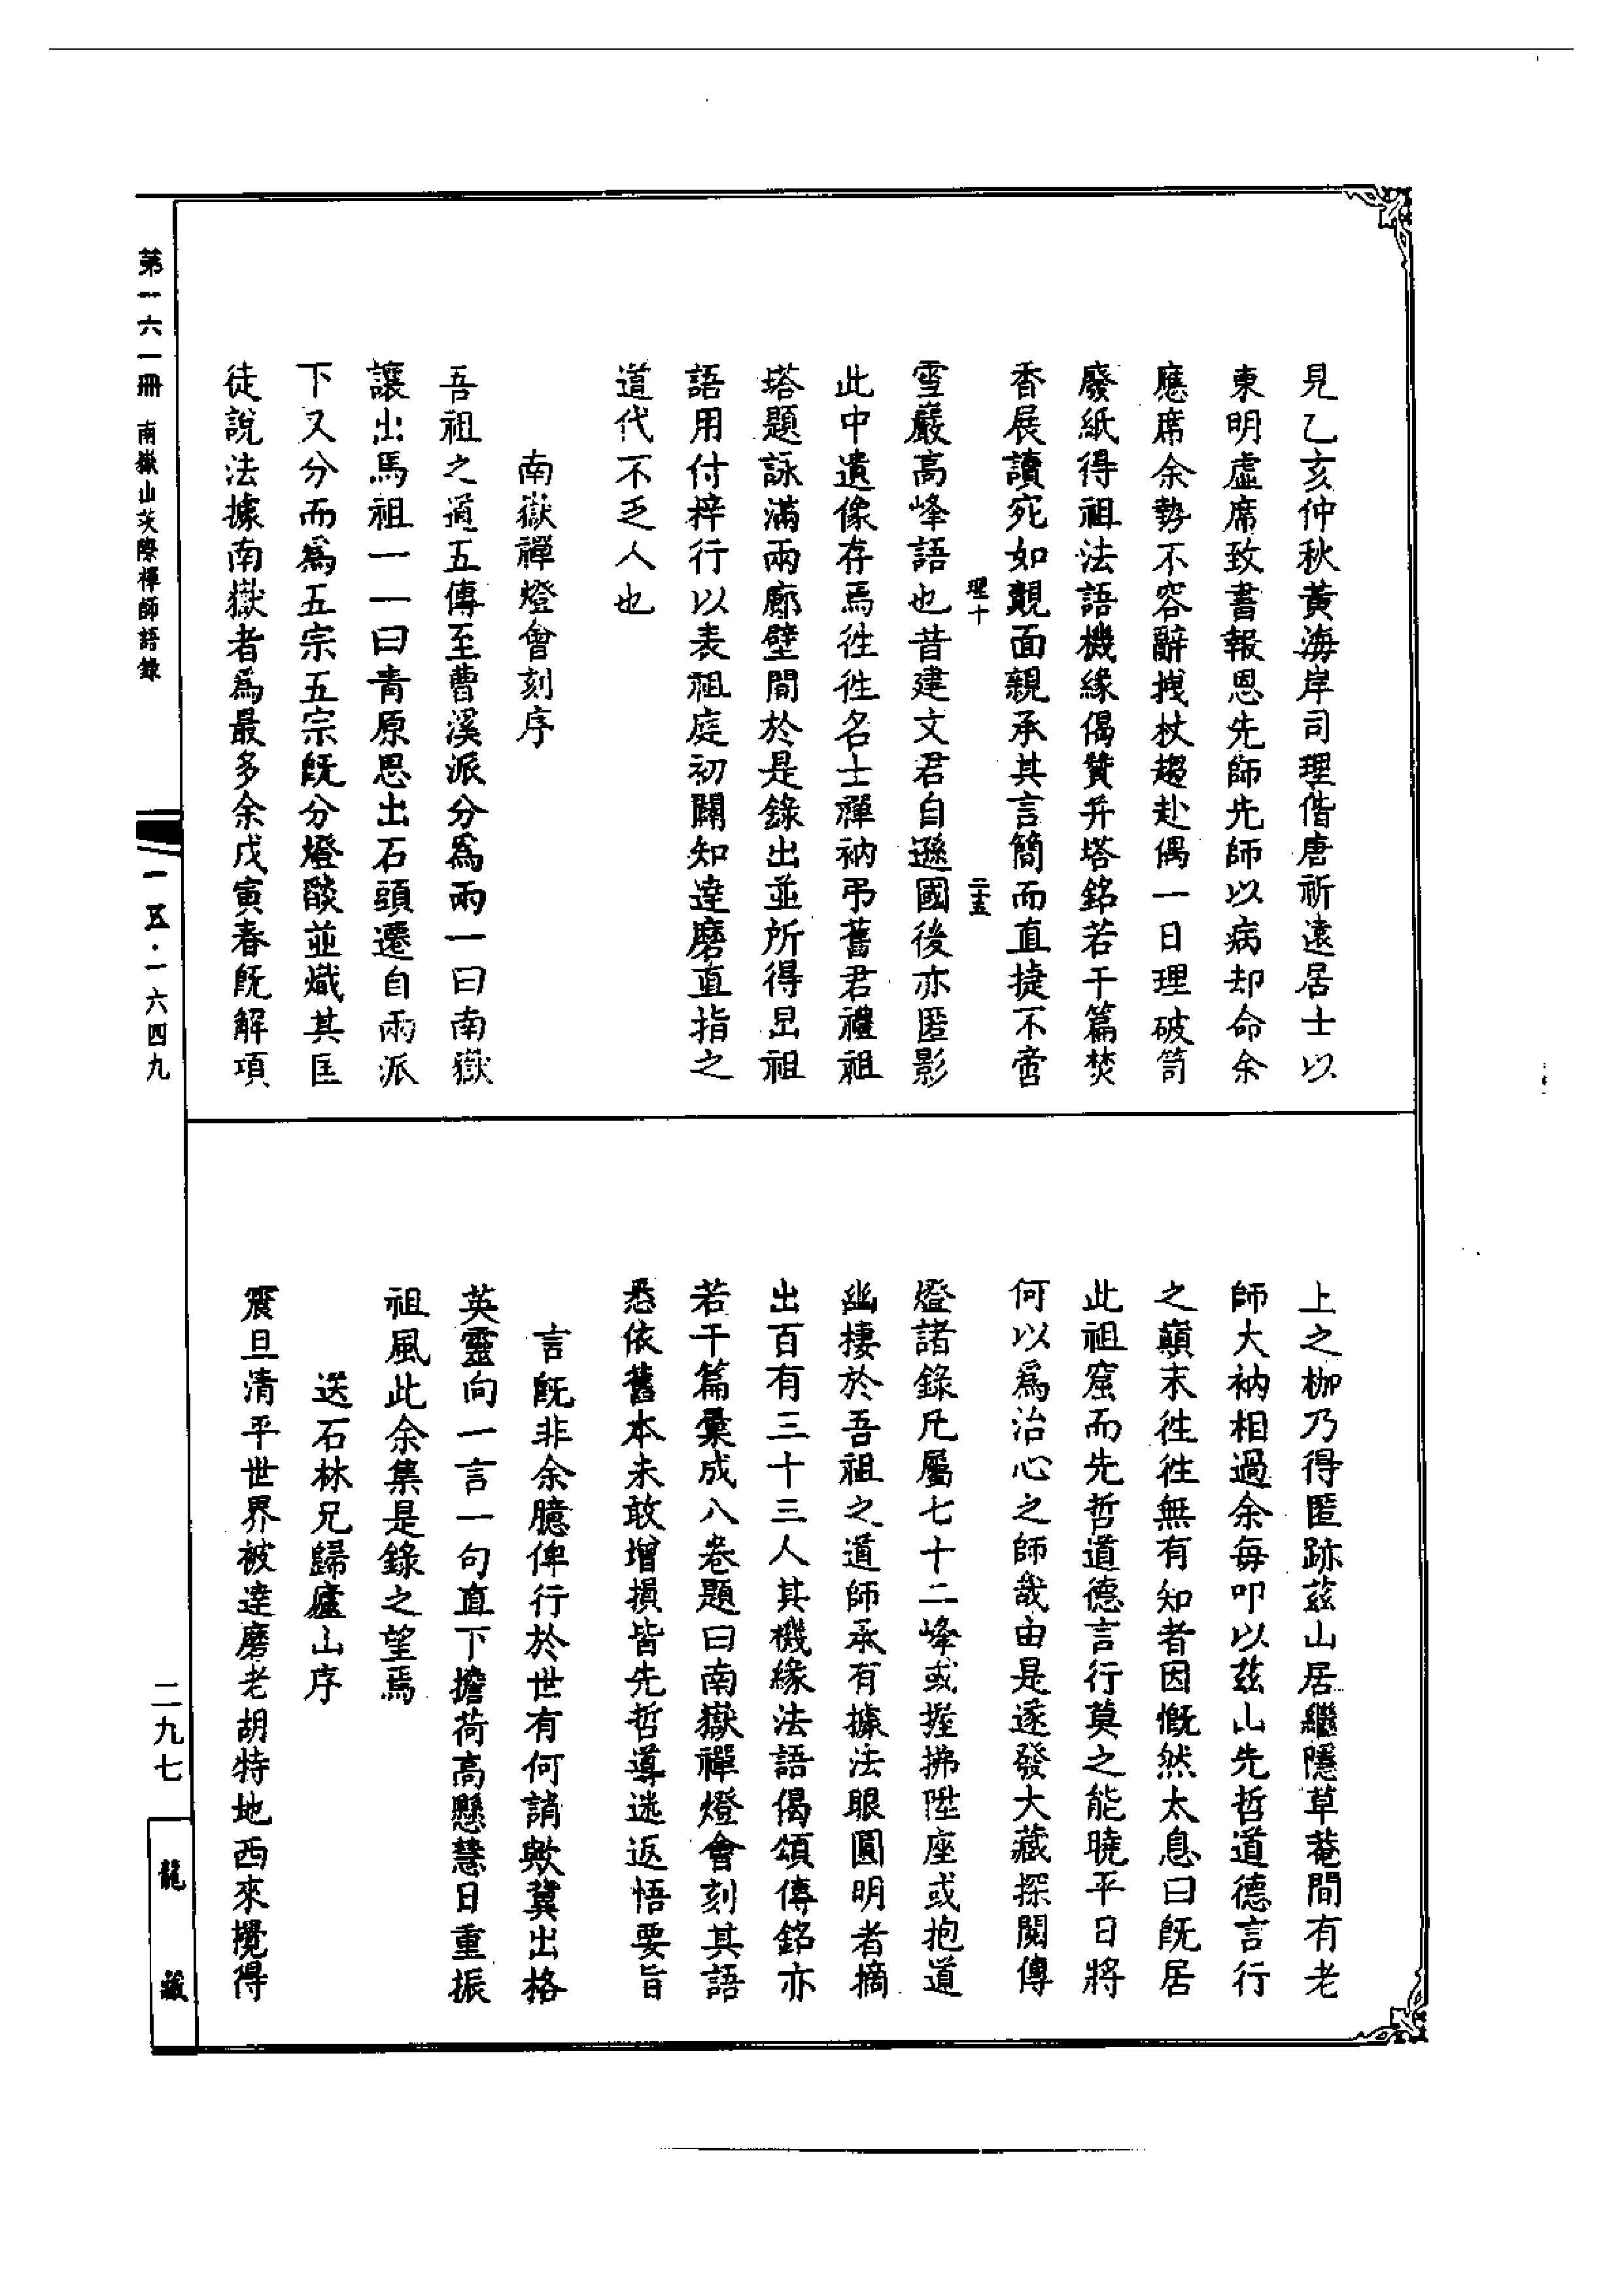 見乙亥仲秋黃海岸司理偕唐祈遠居士以
東明虛席致書報恩先師先師以病却命余
應席余勢不容辭拽杖趨赴偶一日理破笥
廢紙得祖法語機緣偈贊并塔銘若干篇焚
香展讀宛如覿面親承其言簡而直捷不啻
理十
二五
雪巖高峰語也昔建文君自遜國後亦匿影
此中遺像存焉徃徃名士禪衲弔舊君禮祖
塔題詠滿兩廊壁間於是錄出並所得昷祖
語用付梓行以表祖庭初闢知達磨直指之
道代不乏人也
南嶽禪燈會刻序
吾祖之道五傳至曹溪派分爲兩一曰南嶽
讓出馬祖一一曰青原思出石頭遷自兩派
下又分而爲五宗五宗旣分燈燄並熾其匡
徒說法據南嶽者爲最多余戊寅春旣解項
上之枷乃得匿跡茲山居繼隱草菴間有老
師大衲相過余每叩以茲山先哲道德言行
之巔末徃徃無有知者因慨然太息曰旣居
此祖窟而先哲道德言行莫之能曉平日將
何以爲治心之師哉由是遂發大藏探閱傳
燈諸錄凡屬七十二峰或握拂陞座或抱道
幽棲於吾祖之道師承有據法眼圓明者摘
出百有三十三人其機緣法語偈頌傳銘亦
若干篇彙成八卷題曰南嶽禪燈會刻其語
悉依舊本未敢增損皆先哲導迷返悟要旨
言旣非余臆俾行於世有何誚歟冀出格
英靈向一言一句直下擔荷高懸慧日重振
祖風此余集是錄之望焉
送石林兄歸廬山序
震旦清平世界被達磨老胡特地西來攪得
第一六一冊 南嶽山茨際禪師語錄
一五·一六四九
二九七
龍藏